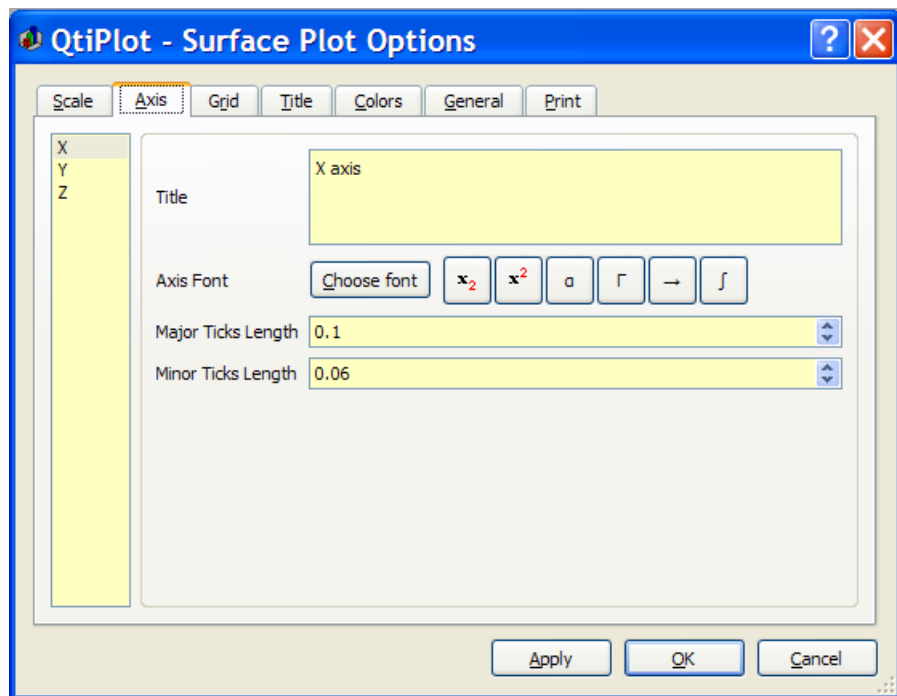 QtiPlot - Surface Plot Options ?
Scale Axis Grid Title Colors General Print
X
Y
Z
Title
X axis
Axis Font Choose font x₂ x² α Γ → ∫
Major Ticks Length 0.1
Minor Ticks Length 0.06
Apply OK Cancel